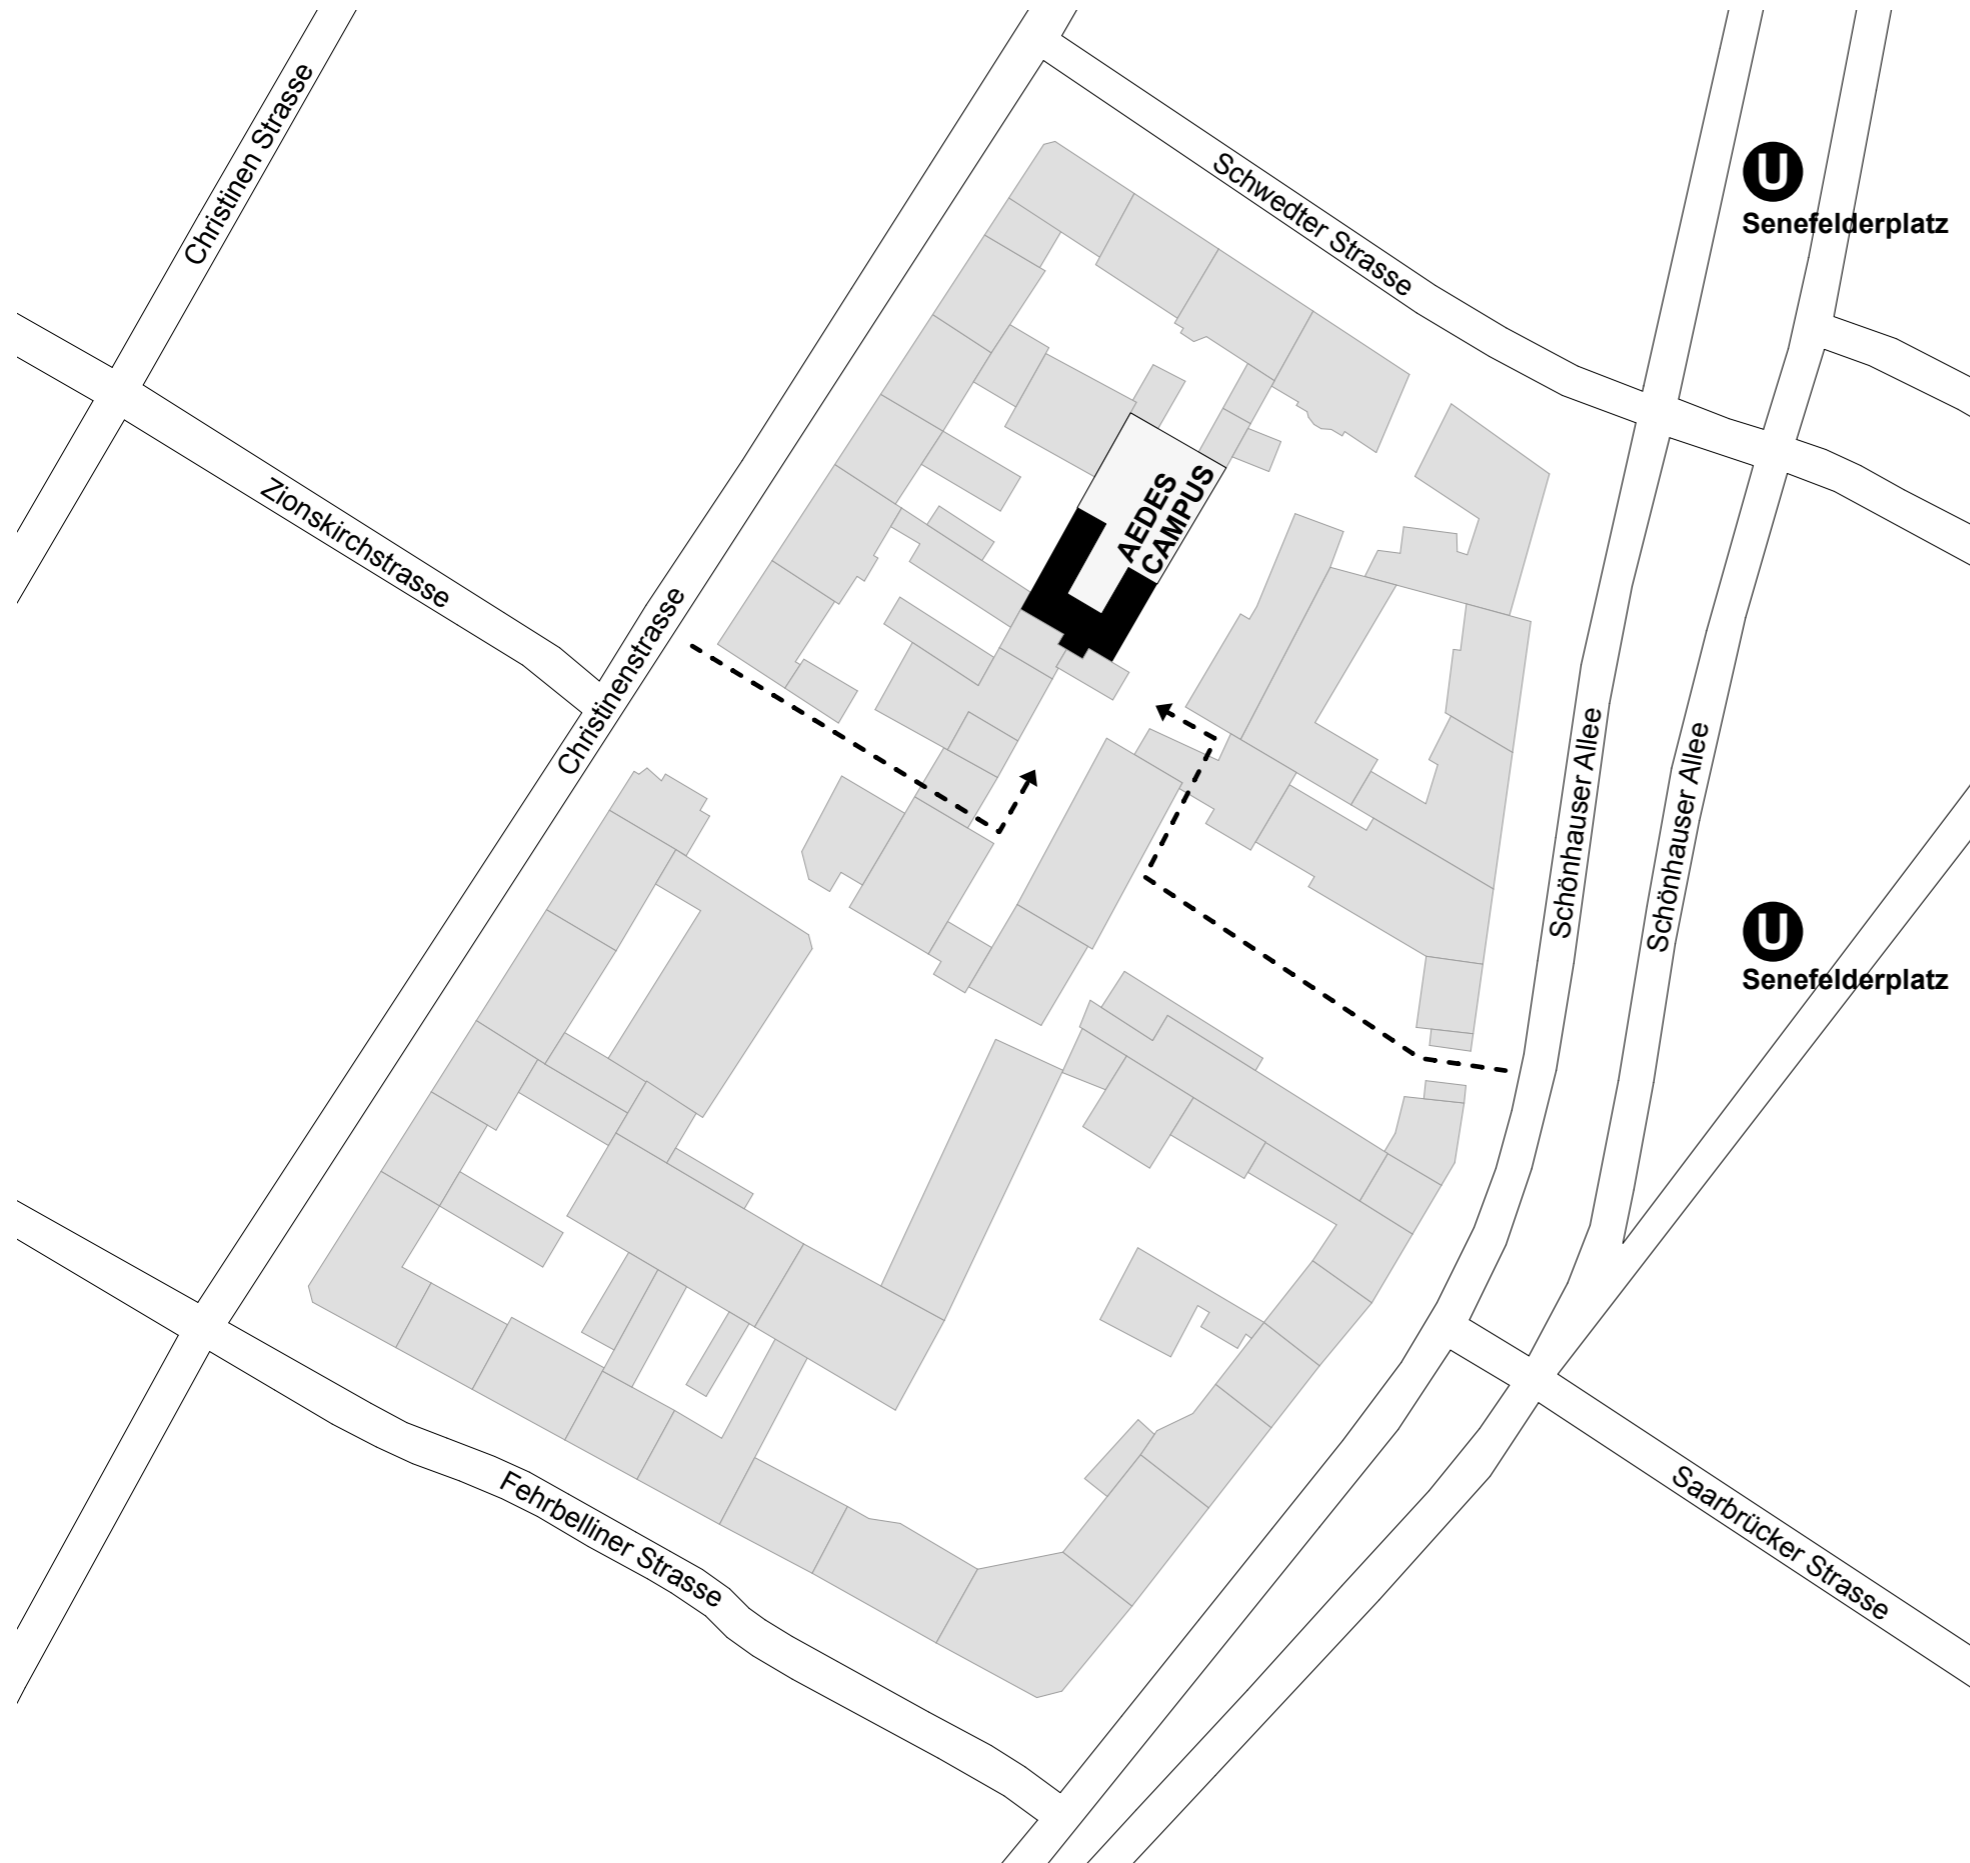 Christinen Strasse
Schwedter Strasse
U
Senefelderplatz
Zionskirchstrasse
AEDES
CAMPUS
Christinenstrasse
Schönhauser Allee
Schönhauser Allee
U
Senefelderplatz
Fehrbelliner Strasse
Saarbrücker Strasse